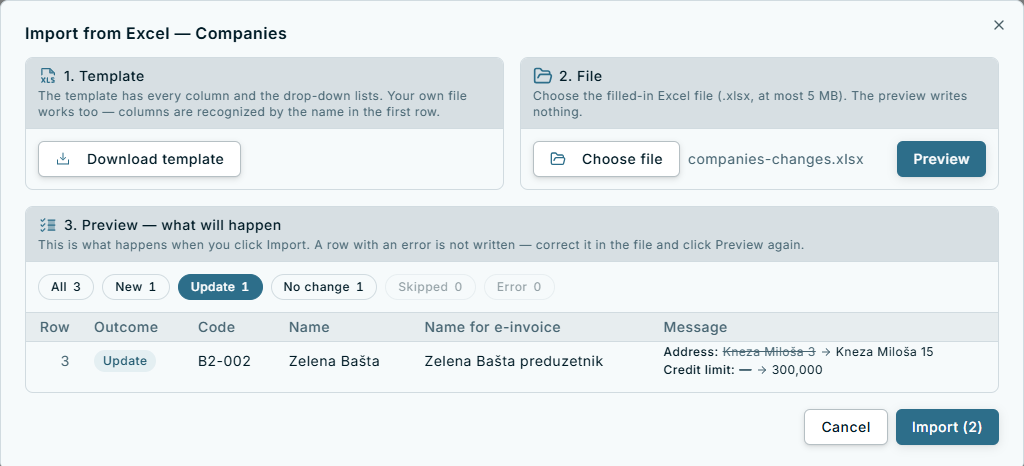 Import from Excel — Companies
XLS 1. Template
The template has every column and the drop-down lists. Your own file
works too — columns are recognized by the name in the first row.
Download template
2. File
Choose the filled-in Excel file (.xlsx, at most 5 MB). The preview writes
nothing.
Choose file companies-changes.xlsx Preview
3. Preview — what will happen
This is what happens when you click Import. A row with an error is not written — correct it in the file and click Preview again.
All 3 New 1 Update 1 No change 1 Skipped 0 Error 0
Row Outcome Code Name Name for e-invoice Message
3 Update B2-002 Zelena Bašta Zelena Bašta preduzetnik
Address: Kneza Miloša 3 → Kneza Miloša 15
Credit limit: — → 300,000
Cancel Import (2)